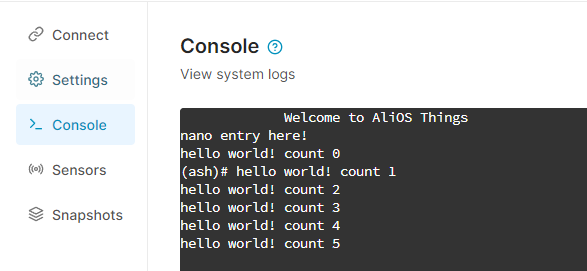 Connect
Settings
Console
Sensors
Snapshots
Console
View system logs
Welcome to AliOS Things
nano entry here!
hello world! count 0
(ash)# hello world! count 1
hello world! count 2
hello world! count 3
hello world! count 4
hello world! count 5